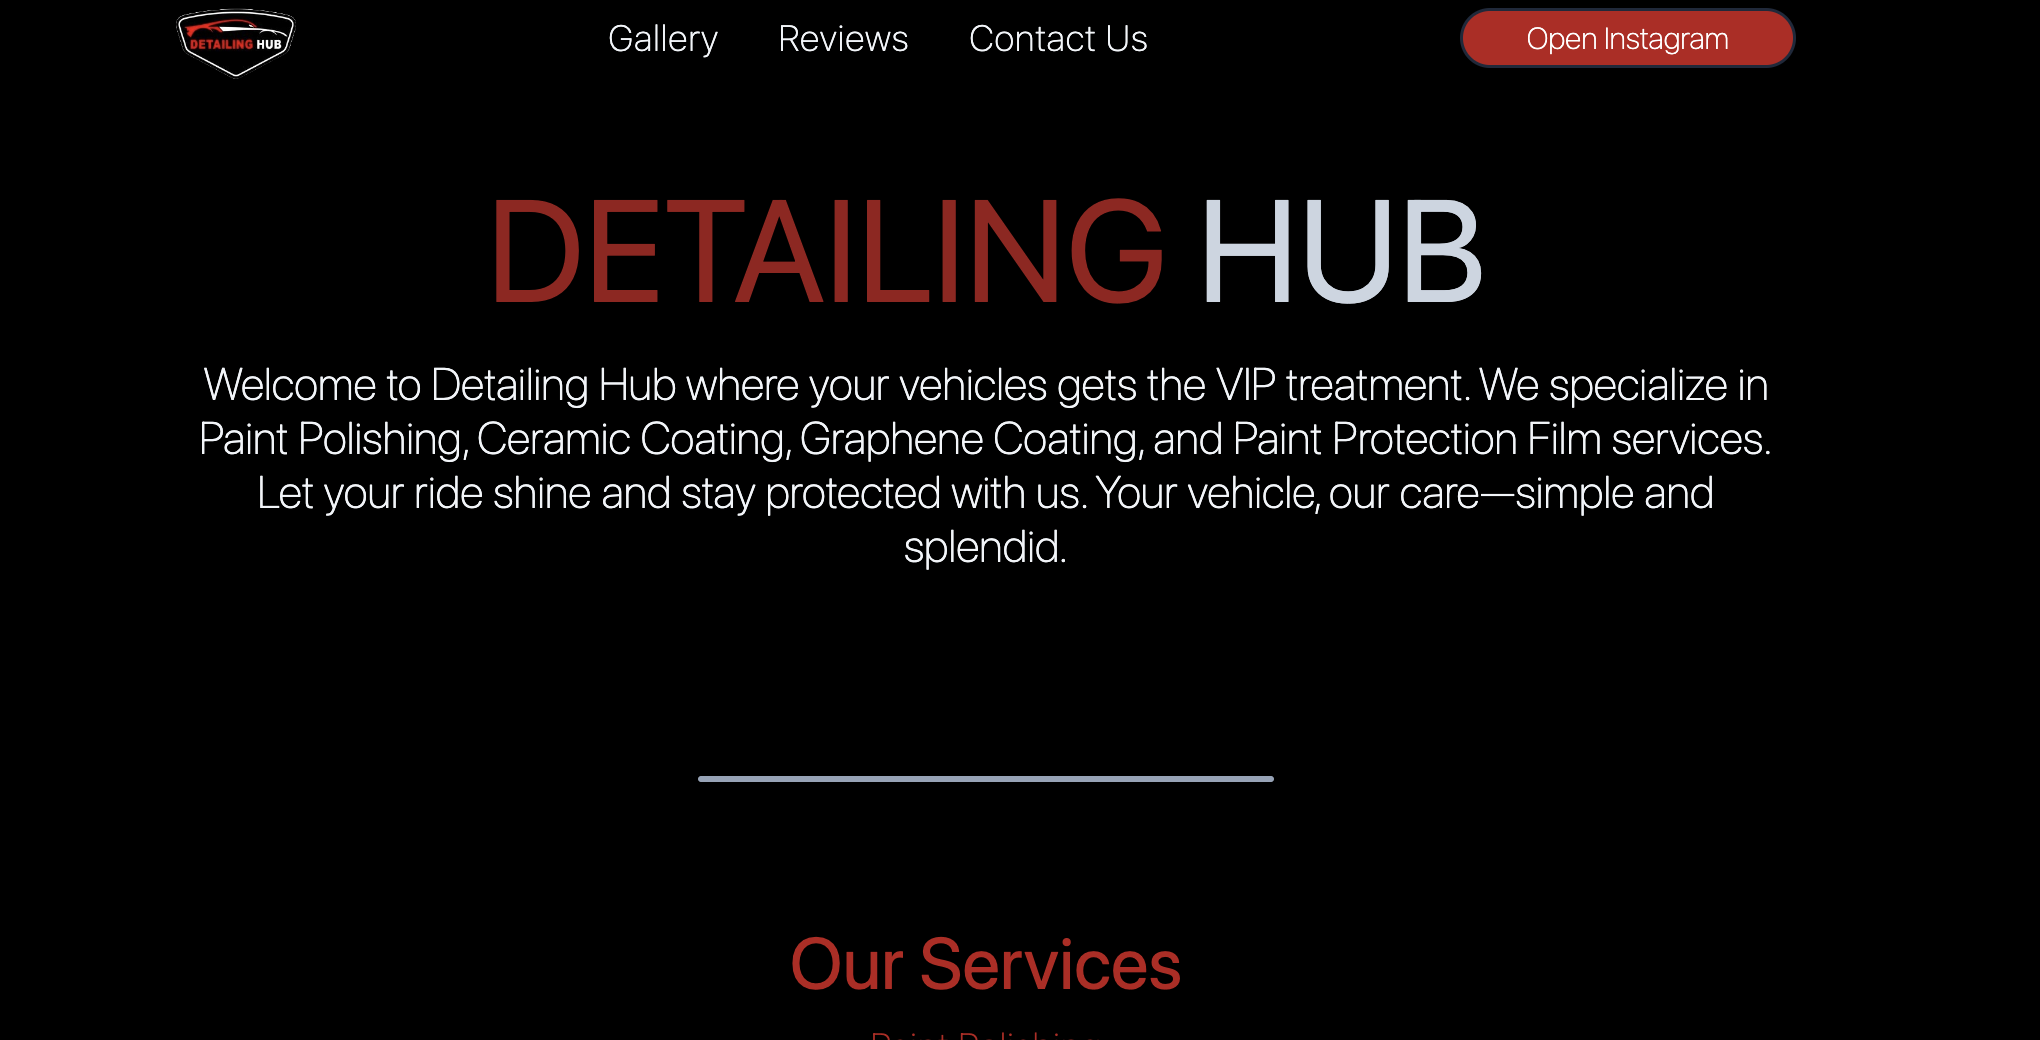 DETAILING HUB
Gallery
Reviews
Contact Us
Open Instagram
DETAILING HUB
Welcome to Detailing Hub where your vehicles gets the VIP treatment. We specialize in
Paint Polishing, Ceramic Coating, Graphene Coating, and Paint Protection Film services.
Let your ride shine and stay protected with us. Your vehicle, our care—simple and
splendid.
Our Services
Paint Polishing